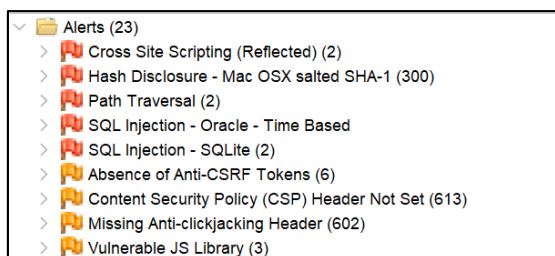 Alerts (23)
Cross Site Scripting (Reflected) (2)
Hash Disclosure - Mac OSX salted SHA-1 (300)
Path Traversal (2)
SQL Injection - Oracle - Time Based
SQL Injection - SQLite (2)
Absence of Anti-CSRF Tokens (6)
Content Security Policy (CSP) Header Not Set (613)
Missing Anti-clickjacking Header (602)
Vulnerable JS Library (3)